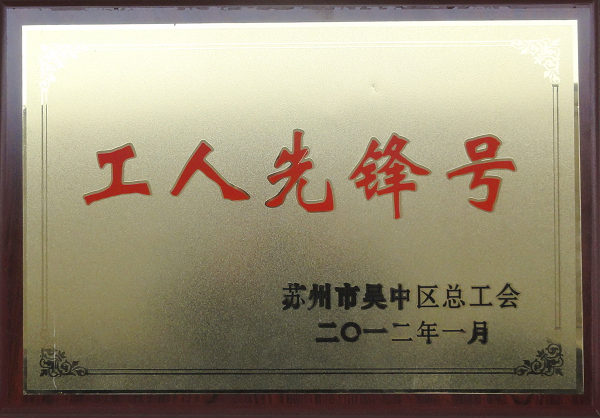 工人先锋号
苏州市吴中区总工会
二〇一二年一月